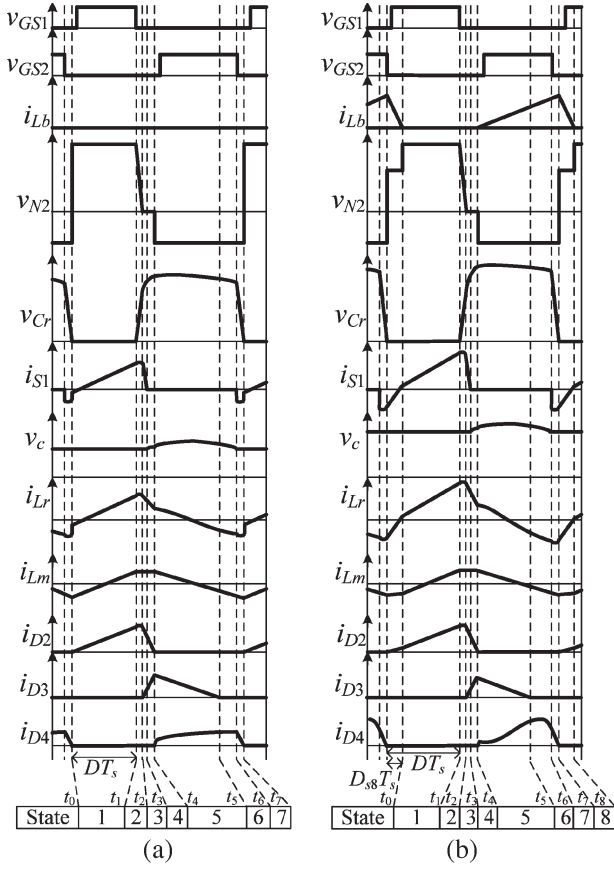 v_GS1
v_GS2
i_Lb
v_N2
v_Cr
i_S1
v_c
i_Lr
i_Lm
i_D2
i_D3
i_D4
DT_s
t_0 t_1 t_2 t_3 t_4 t_5 t_6 t_7
State 1 2 3 4 5 6 7
(a)
v_GS1
v_GS2
i_Lb
v_N2
v_Cr
i_S1
v_c
i_Lr
i_Lm
i_D2
i_D3
i_D4
DT_s
D_s8T_s
t_0 t_1 t_2 t_3 t_4 t_5 t_6 t_7 t_8
State 1 2 3 4 5 6 7 8
(b)